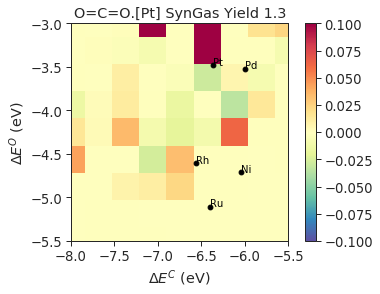 O=C=O.[Pt] SynGas Yield 1.3
−3.0
−3.5
−4.0
−4.5
−5.0
−5.5
ΔE^O (eV)
Pt
Pd
Rh
Ni
Ru
−8.0 −7.5 −7.0 −6.5 −6.0 −5.5
ΔE^C (eV)
0.100
0.075
0.050
0.025
0.000
−0.025
−0.050
−0.075
−0.100